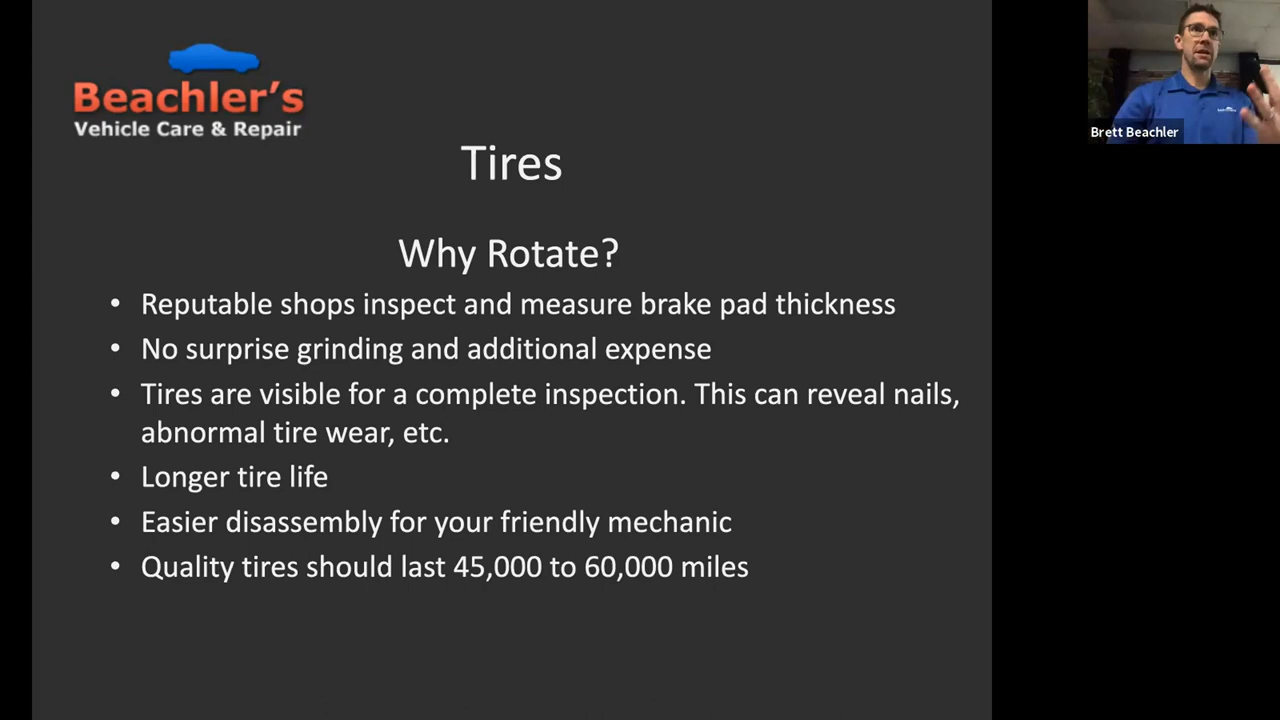 Beachler's
Vehicle Care & Repair
Tires
Why Rotate?
• Reputable shops inspect and measure brake pad thickness
• No surprise grinding and additional expense
• Tires are visible for a complete inspection. This can reveal nails,
abnormal tire wear, etc.
• Longer tire life
• Easier disassembly for your friendly mechanic
• Quality tires should last 45,000 to 60,000 miles
Brett Beachler